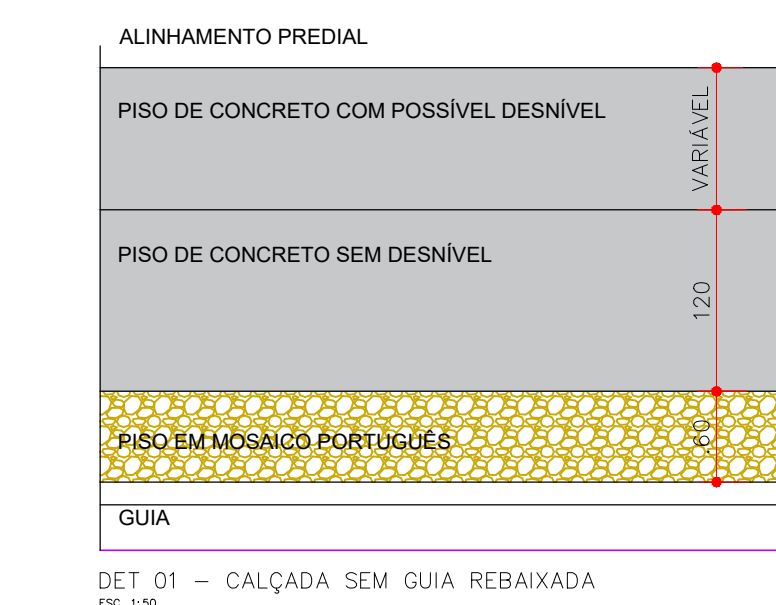 ALINHAMENTO PREDIAL
PISO DE CONCRETO COM POSSÍVEL DESNÍVEL
VARIÁVEL
PISO DE CONCRETO SEM DESNÍVEL
120
PISO EM MOSAICO PORTUGUÊS
.60
GUIA
DET 01 – CALÇADA SEM GUIA REBAIXADA
ESC 1:50